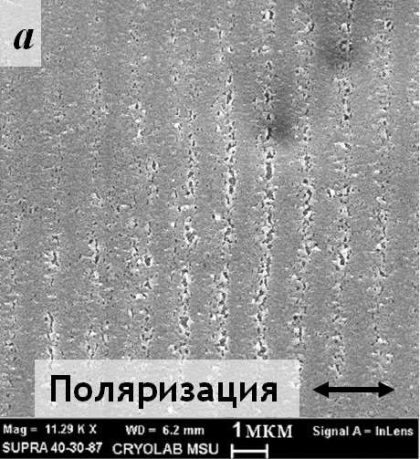 a
Поляризация
Mag = 11.29 K X WD = 6.2 mm 1 МКМ Signal A = InLens
SUPRA 40-30-87 CRYOLAB MSU